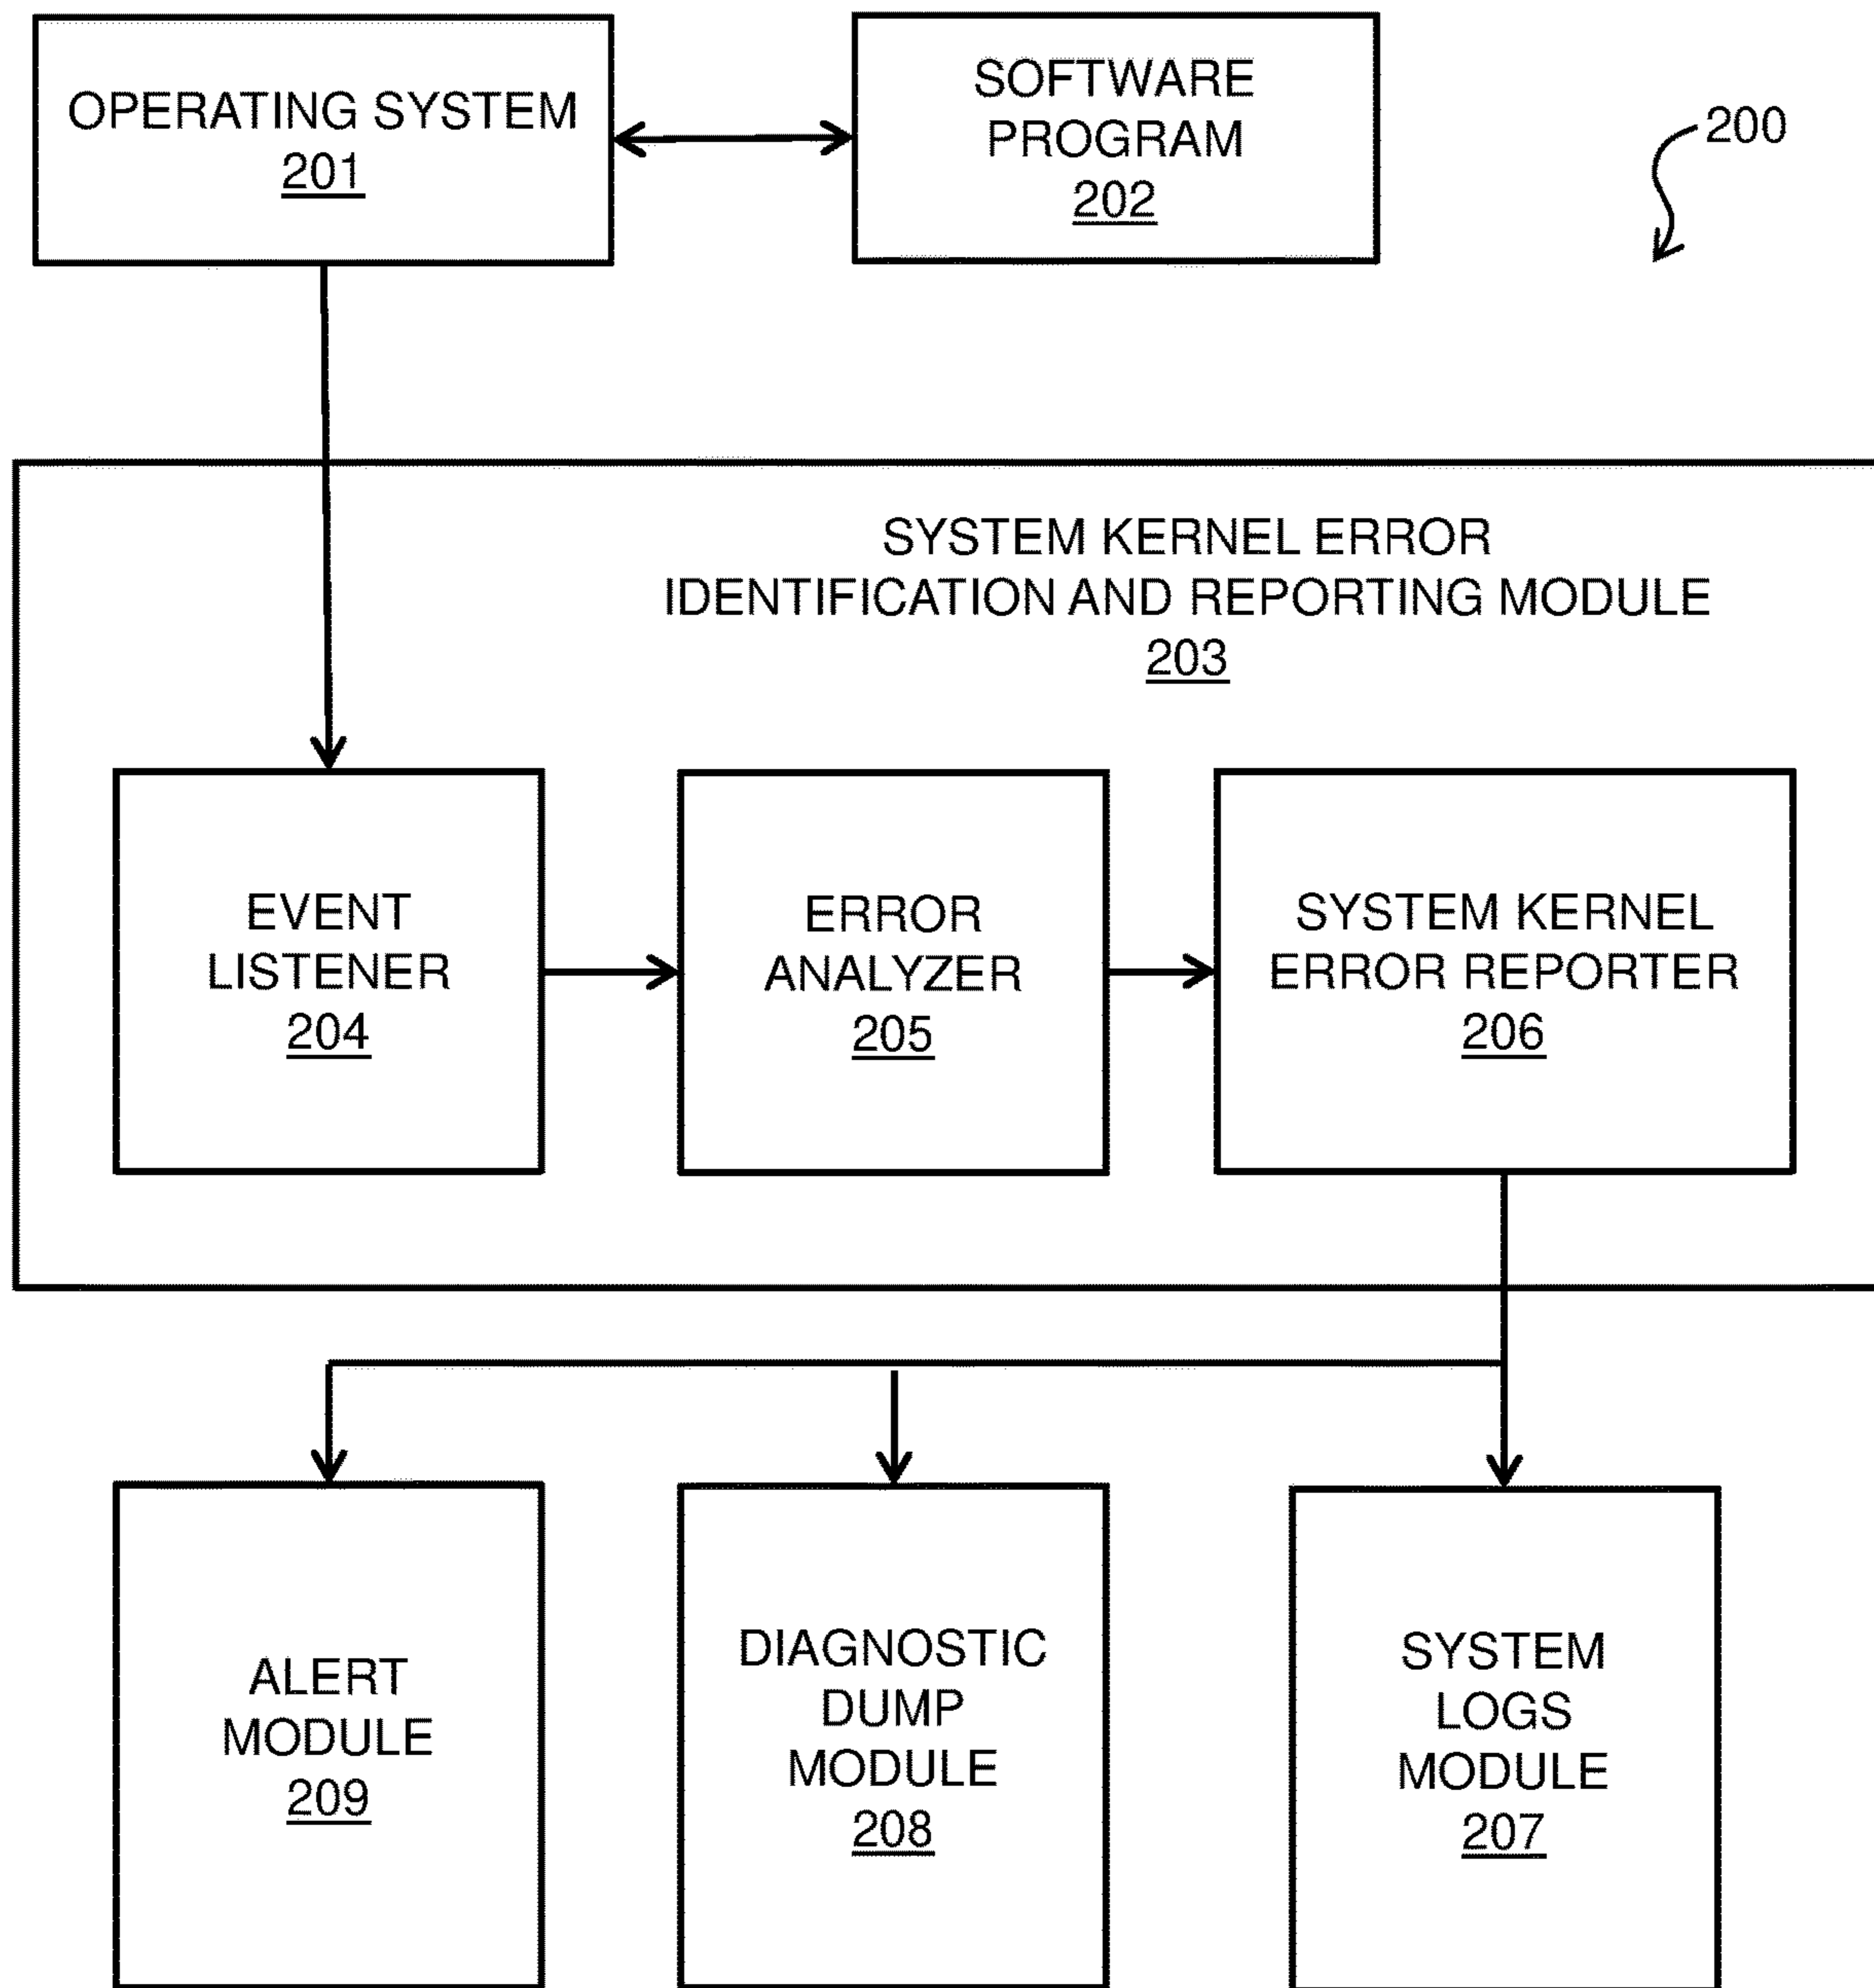 OPERATING SYSTEM
201
SOFTWARE
PROGRAM
202
200
SYSTEM KERNEL ERROR
IDENTIFICATION AND REPORTING MODULE
203
EVENT
LISTENER
204
ERROR
ANALYZER
205
SYSTEM KERNEL
ERROR REPORTER
206
ALERT
MODULE
209
DIAGNOSTIC
DUMP
MODULE
208
SYSTEM
LOGS
MODULE
207